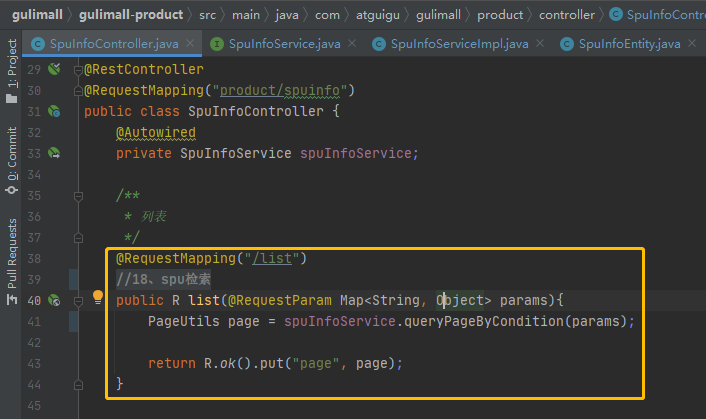 gulimall gulimall-product src main java com atguigu gulimall product controller SpuInfoContr
SpuInfoController.java SpuInfoService.java SpuInfoServiceImpl.java SpuInfoEntity.java
1: Project
0: Commit
Pull Requests
29 @RestController
30 @RequestMapping("product/spuinfo")
31 public class SpuInfoController {
32 @Autowired
33 private SpuInfoService spuInfoService;
34
35 /**
36 * 列表
37 */
38 @RequestMapping("/list")
39 //18、spu检索
40 public R list(@RequestParam Map<String, Object> params){
41 PageUtils page = spuInfoService.queryPageByCondition(params);
42
43 return R.ok().put("page", page);
44 }
45